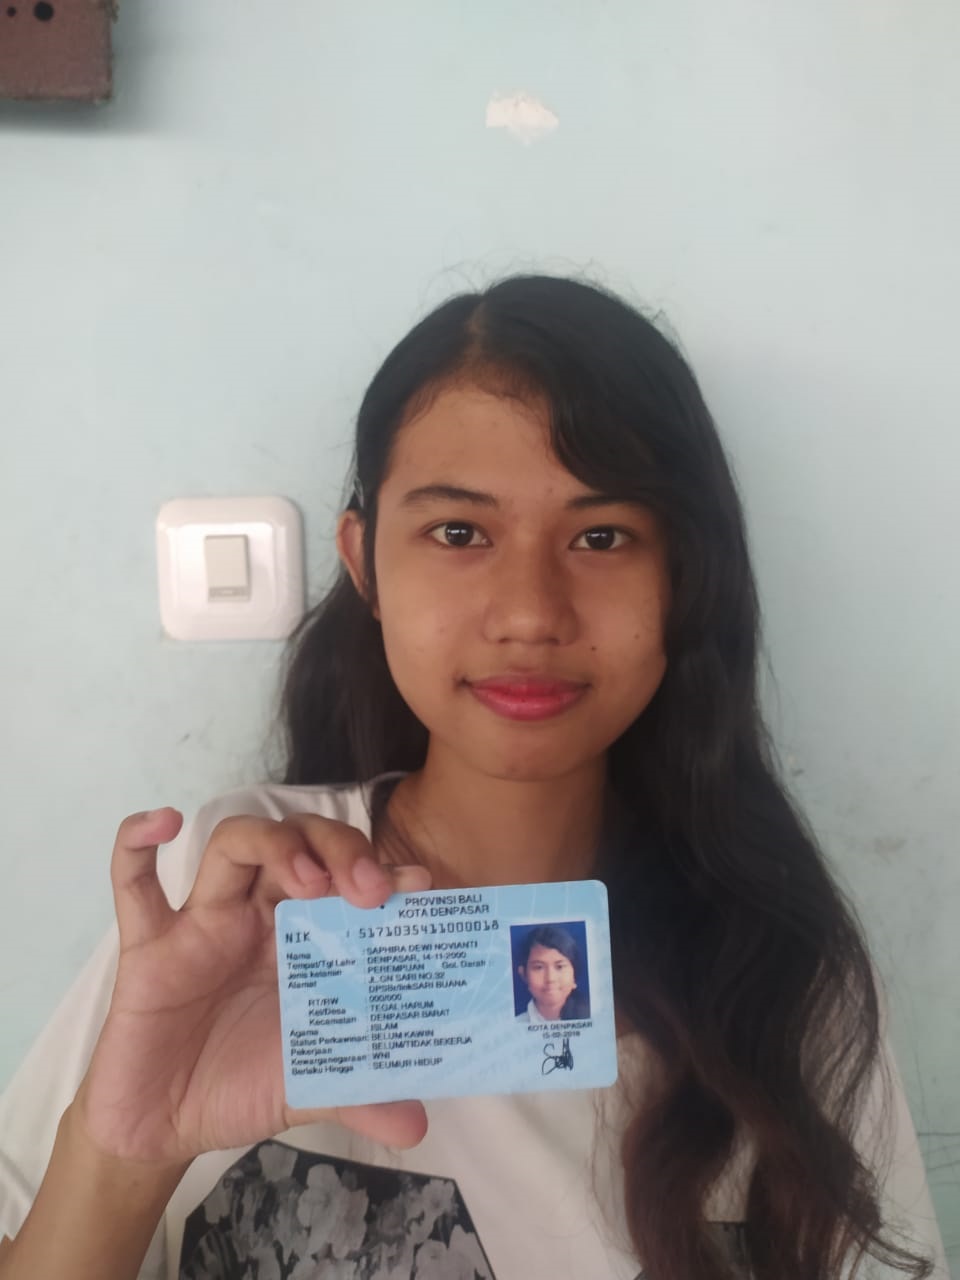 PROVINSI BALI
KOTA DENPASAR
NIK : 5171035411000018
Nama : SAPHIRA DEWI NOVIANTI
Tempat/Tgl Lahir : DENPASAR, 14-11-2000
Jenis kelamin : PEREMPUAN Gol. Darah :
Alamat : JL.GN SARI NO.32
DPSBr/linkSARI BUANA
RT/RW : 000/000
Kel/Desa : TEGAL HARUM
Kecamatan : DENPASAR BARAT
Agama : ISLAM
Status Perkawinan: BELUM KAWIN
Pekerjaan : BELUM/TIDAK BEKERJA
Kewarganegaraan: WNI
Berlaku Hingga : SEUMUR HIDUP
KOTA DENPASAR
15-02-2018